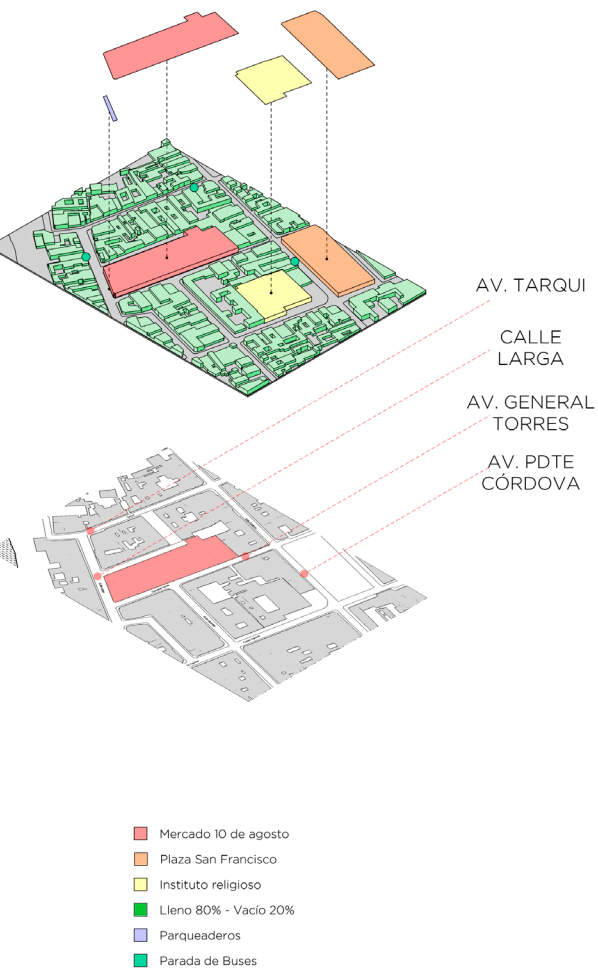 AV. TARQUI
CALLE
LARGA
AV. GENERAL
TORRES
AV. PDTE
CÓRDOVA
Mercado 10 de agosto
Plaza San Francisco
Instituto religioso
Lleno 80% - Vacío 20%
Parqueaderos
Parada de Buses